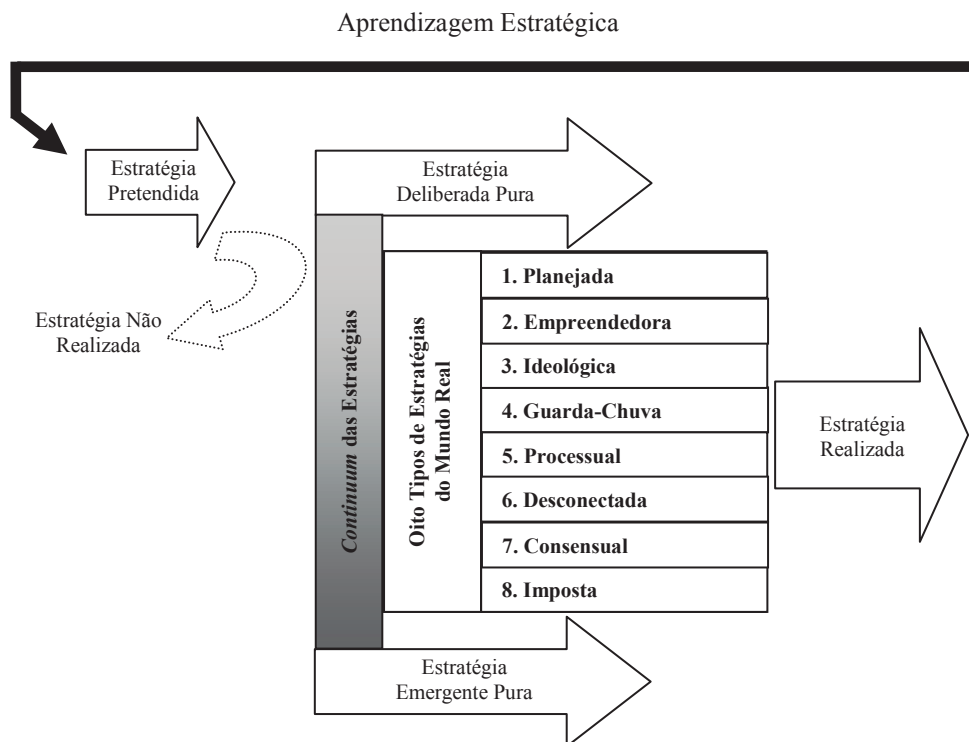 Aprendizagem Estratégica
Estratégia
Pretendida
Estratégia
Deliberada Pura
Estratégia Não
Realizada
Continuum das Estratégias
Oito Tipos de Estratégias
do Mundo Real
1. Planejada
2. Empreendedora
3. Ideológica
4. Guarda-Chuva
5. Processual
6. Desconectada
7. Consensual
8. Imposta
Estratégia
Realizada
Estratégia
Emergente Pura